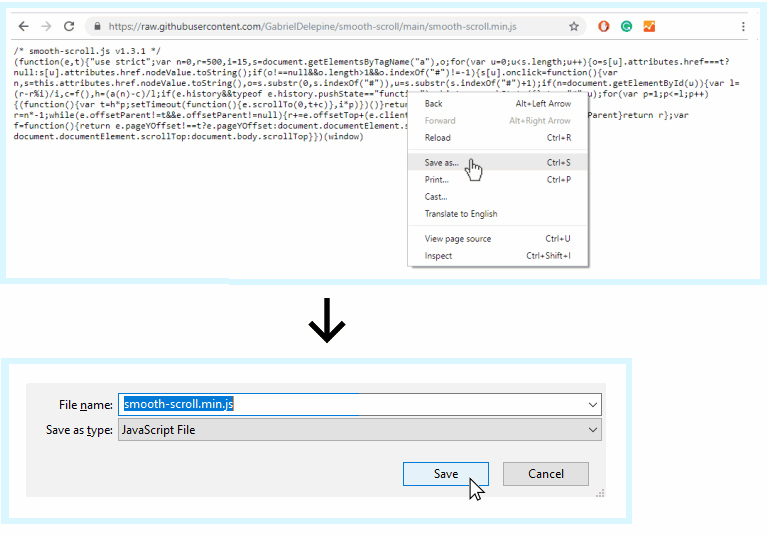 https://raw.githubusercontent.com/GabrielDelepine/smooth-scroll/main/smooth-scroll.min.js
/* smooth-scroll.js v1.3.1 */
(function(e,t){"use strict";var n=0,r=500,i=15,s=document.getElementsByTagName("a"),o;for(var u=0;u<s.length;u++){o=s[u].attributes.href===t?
null:s[u].attributes.href.nodeValue.toString();if(o!==null&&o.length>1&&o.indexOf("#")!=-1){s[u].onclick=function(){var
n,s=this.attributes.href.nodeValue.toString(),o=s.substr(0,s.indexOf("#")),u=s.substr(s.indexOf("#")+1);if(n=document.getElementById(u)){var l=
(r-r%i)/i,c=f(),h=(a(n)-c)/l;if(e.history&&typeof e.history.pushState=="func u);for(var p=1;p<=l;p++)
{(function(){var t=h*p;setTimeout(function(){e.scrollTo(0,t+c)},i*p)})()}retur
r=n*-1;while(e.offsetParent!=t&&e.offsetParent!=null){r+=e.offsetTop+(e.clien Parent}return r};var
f=function(){return e.pageYOffset!==t?e.pageYOffset:document.documentElement.s
document.documentElement.scrollTop:document.body.scrollTop}})(window)
Back Alt+Left Arrow
Forward Alt+Right Arrow
Reload Ctrl+R
Save as... Ctrl+S
Print... Ctrl+P
Cast...
Translate to English
View page source Ctrl+U
Inspect Ctrl+Shift+I
File name: smooth-scroll.min.js
Save as type: JavaScript File
Save Cancel